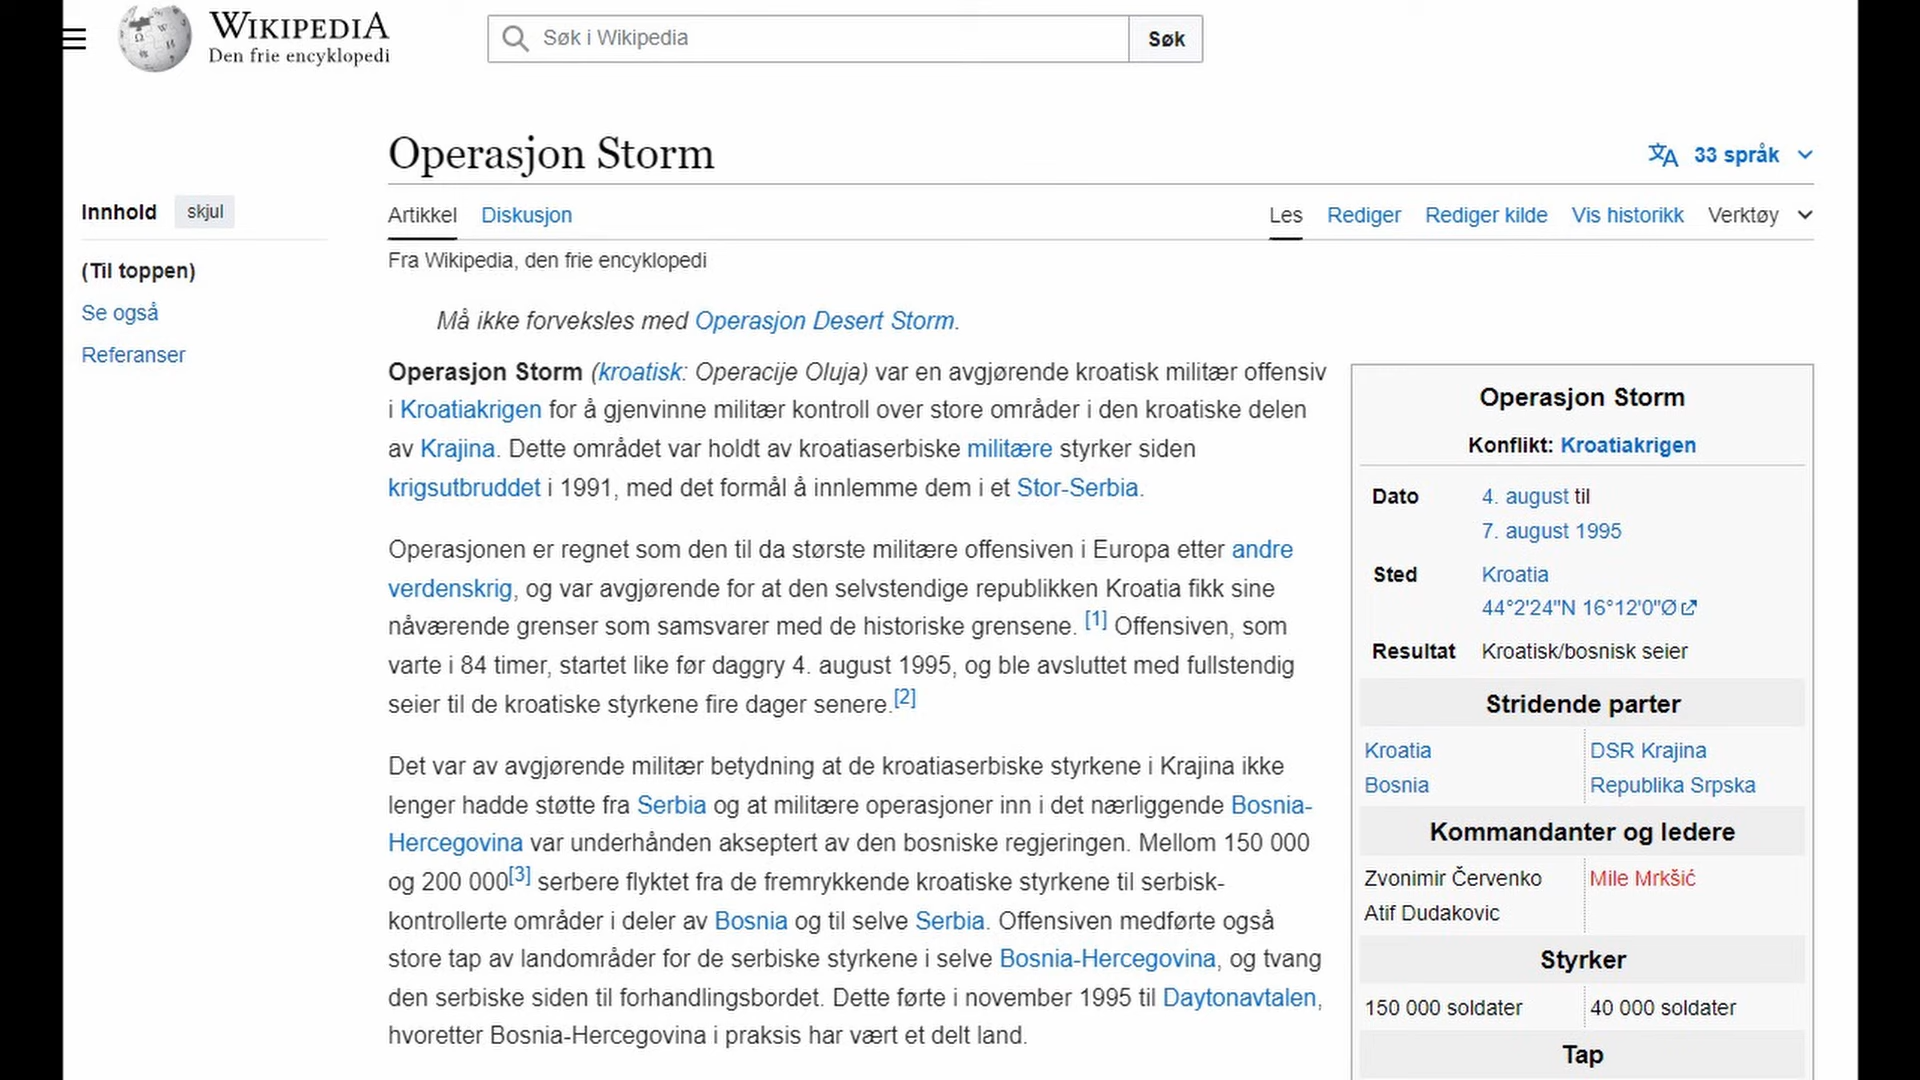 WIKIPEDIA
Den frie encyklopedi
Søk i Wikipedia
Søk
Operasjon Storm
33 språk
Innhold
skjul
Artikkel
Diskusjon
Les
Rediger
Rediger kilde
Vis historikk
Verktøy
Fra Wikipedia, den frie encyklopedi
(Til toppen)
Se også
Referanser
Må ikke forveksles med Operasjon Desert Storm.
Operasjon Storm (kroatisk: Operacije Oluja) var en avgjørende kroatisk militær offensiv
i Kroatiakrigen for å gjenvinne militær kontroll over store områder i den kroatiske delen
av Krajina. Dette området var holdt av kroatiaserbiske militære styrker siden
krigsutbruddet i 1991, med det formål å innlemme dem i et Stor-Serbia.
Operasjonen er regnet som den til da største militære offensiven i Europa etter andre
verdenskrig, og var avgjørende for at den selvstendige republikken Kroatia fikk sine
nåværende grenser som samsvarer med de historiske grensene. [1] Offensiven, som
varte i 84 timer, startet like før daggry 4. august 1995, og ble avsluttet med fullstendig
seier til de kroatiske styrkene fire dager senere.[2]
Det var av avgjørende militær betydning at de kroatiaserbiske styrkene i Krajina ikke
lenger hadde støtte fra Serbia og at militære operasjoner inn i det nærliggende Bosnia-
Hercegovina var underhånden akseptert av den bosniske regjeringen. Mellom 150 000
og 200 000[3] serbere flyktet fra de fremrykkende kroatiske styrkene til serbisk-
kontrollerte områder i deler av Bosnia og til selve Serbia. Offensiven medførte også
store tap av landområder for de serbiske styrkene i selve Bosnia-Hercegovina, og tvang
den serbiske siden til forhandlingsbordet. Dette førte i november 1995 til Daytonavtalen,
hvoretter Bosnia-Hercegovina i praksis har vært et delt land.
Operasjon Storm
Konflikt: Kroatiakrigen
Dato 4. august til
7. august 1995
Sted Kroatia
44°2'24"N 16°12'0"Ø
Resultat Kroatisk/bosnisk seier
Stridende parter
Kroatia DSR Krajina
Bosnia Republika Srpska
Kommandanter og ledere
Zvonimir Červenko Mile Mrkšić
Atif Dudakovic
Styrker
150 000 soldater 40 000 soldater
Tap